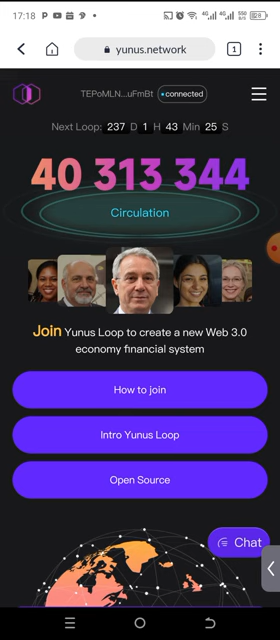 17:18
yunus.network
1
TEPoMLN...uFmBt
connected
Next Loop: 237 D 1 H 43 Min 25 S
40 313 344
Circulation
Join Yunus Loop to create a new Web 3.0
economy financial system
How to join
Intro Yunus Loop
Open Source
Chat